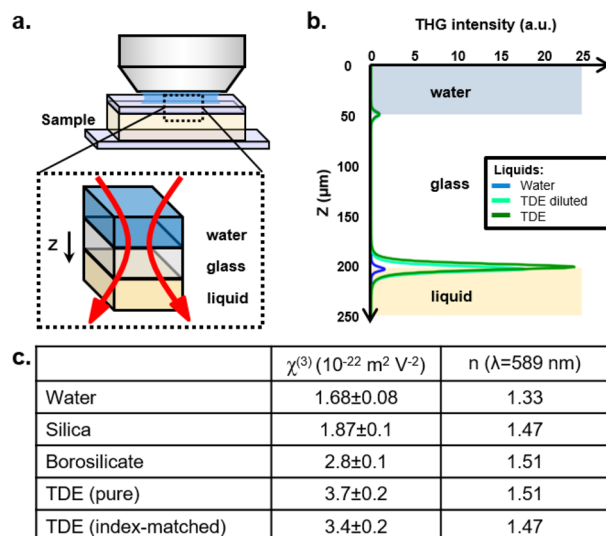 a.
Sample
Z
water
glass
liquid
b.
THG intensity (a.u.)
0 5 10 15 20 25
0
50
100
150
200
250
Z (μm)
water
glass
liquid
Liquids:
Water
TDE diluted
TDE
c.
χ(3) (10-22 m2 V-2) n (λ=589 nm)
Water 1.68±0.08 1.33
Silica 1.87±0.1 1.47
Borosilicate 2.8±0.1 1.51
TDE (pure) 3.7±0.2 1.51
TDE (index-matched) 3.4±0.2 1.47